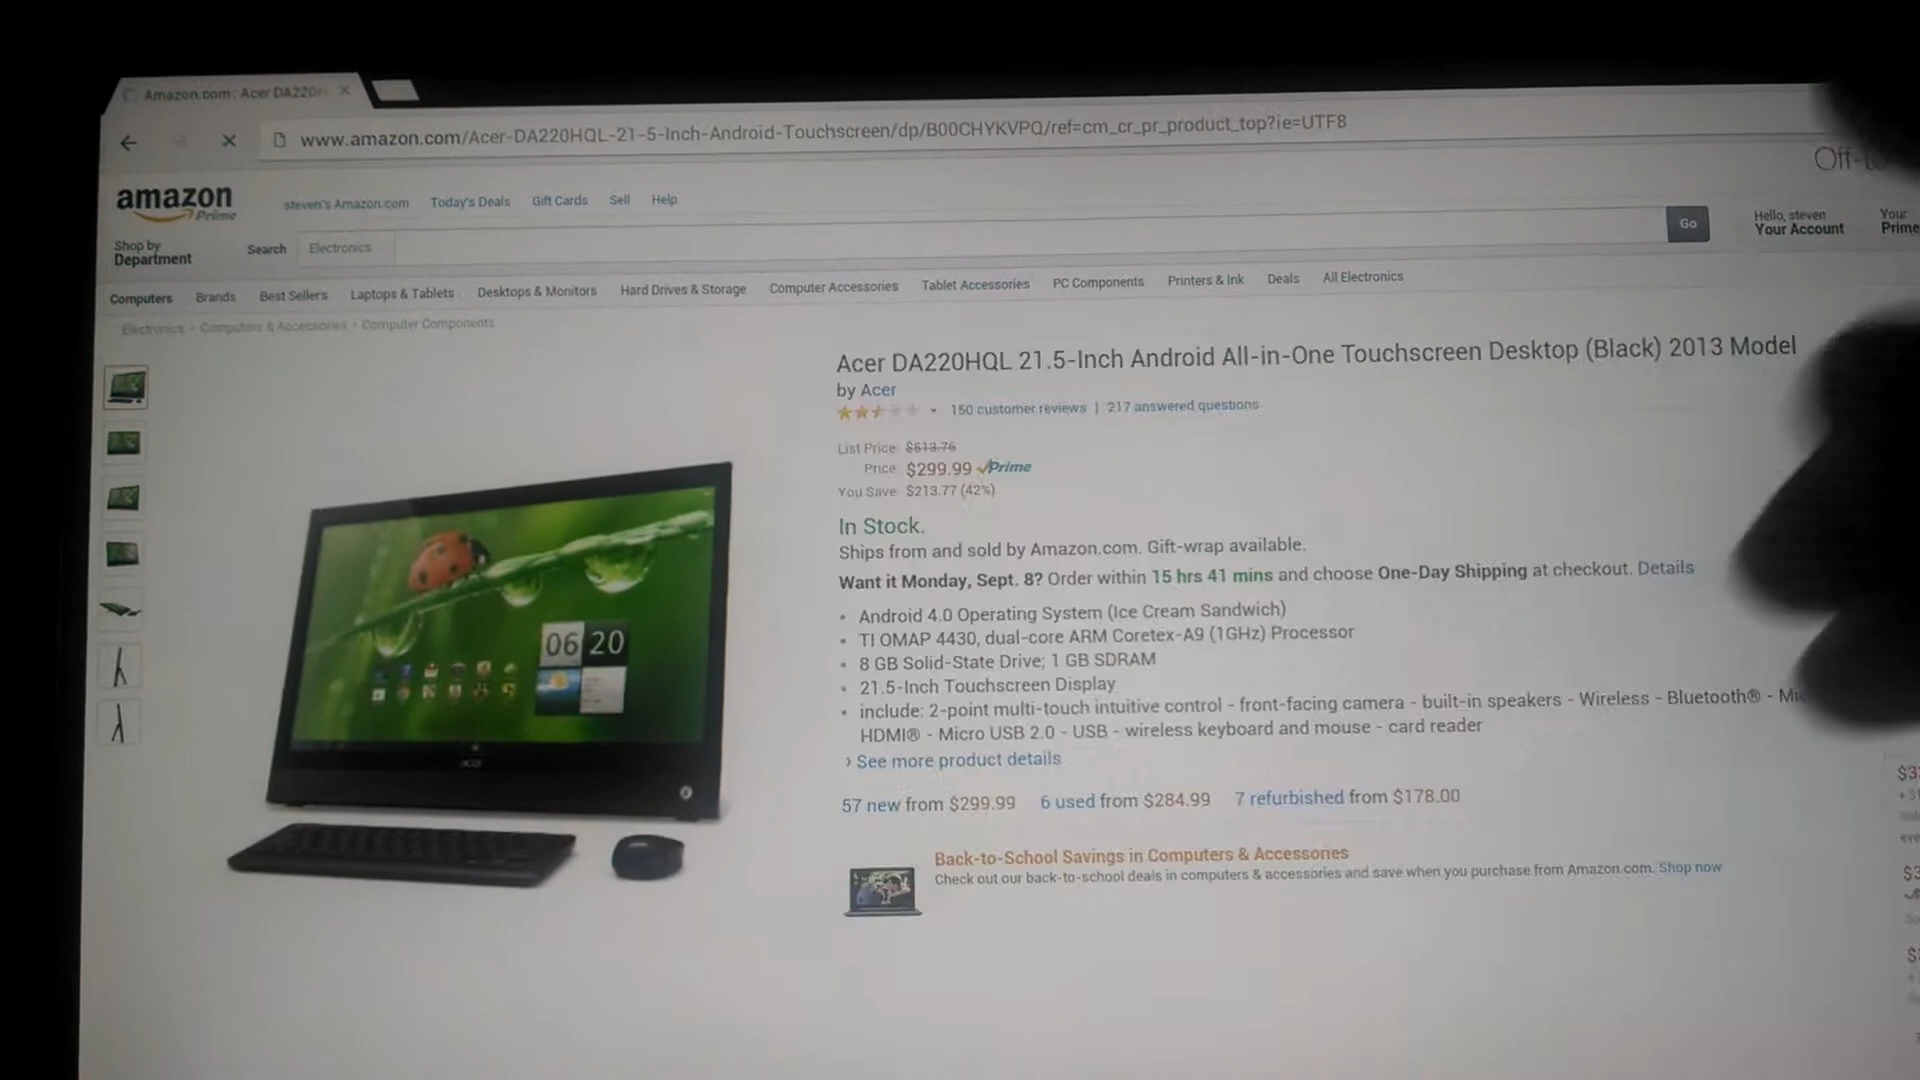 Amazon.com: Acer DA220
www.amazon.com/Acer-DA220HQL-21-5-Inch-Android-Touchscreen/dp/B00CHYKVPQ/ref=cm_cr_pr_product_top?ie=UTF8
amazon
Prime
steven's Amazon.com Today's Deals Gift Cards Sell Help
Shop by
Department
Search Electronics
Go
Hello, steven
Your Account
Your
Prime
Computers Brands Best Sellers Laptops & Tablets Desktops & Monitors Hard Drives & Storage Computer Accessories Tablet Accessories PC Components Printers & Ink Deals All Electronics
Electronics › Computers & Accessories › Computer Components
Acer DA220HQL 21.5-Inch Android All-in-One Touchscreen Desktop (Black) 2013 Model
by Acer
150 customer reviews | 217 answered questions
List Price: $513.76
Price: $299.99 Prime
You Save: $213.77 (42%)
In Stock.
Ships from and sold by Amazon.com. Gift-wrap available.
Want it Monday, Sept. 8? Order within 15 hrs 41 mins and choose One-Day Shipping at checkout. Details
• Android 4.0 Operating System (Ice Cream Sandwich)
• TI OMAP 4430, dual-core ARM Coretex-A9 (1GHz) Processor
• 8 GB Solid-State Drive; 1 GB SDRAM
• 21.5-Inch Touchscreen Display
• include: 2-point multi-touch intuitive control - front-facing camera - built-in speakers - Wireless - Bluetooth® -
HDMI® - Micro USB 2.0 - USB - wireless keyboard and mouse - card reader
› See more product details
57 new from $299.99 6 used from $284.99 7 refurbished from $178.00
Back-to-School Savings in Computers & Accessories
Check out our back-to-school deals in computers & accessories and save when you purchase from Amazon.com. Shop now
06 20
acer